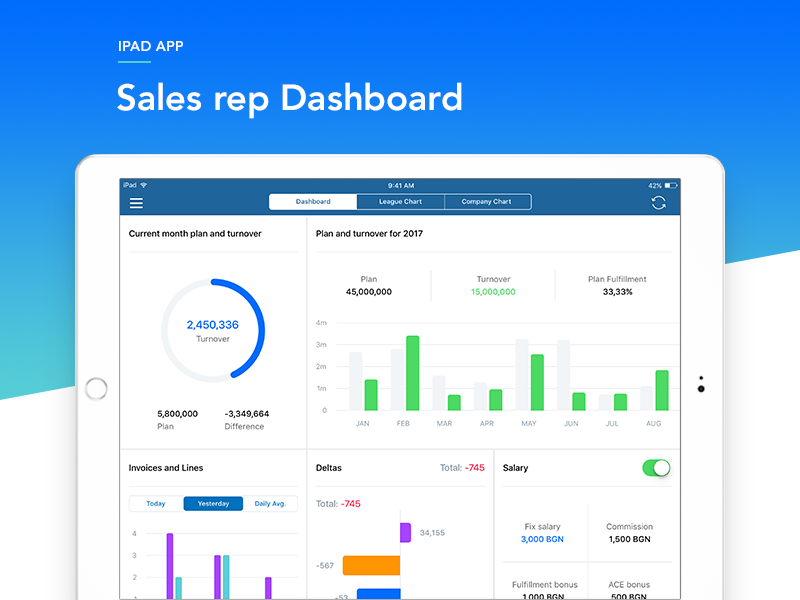 IPAD APP
Sales rep Dashboard
iPad
9:41 AM
42%
Dashboard
League Chart
Company Chart
Current month plan and turnover
2,450,336
Turnover
5,800,000
Plan
-3,349,664
Difference
Plan and turnover for 2017
Plan
45,000,000
Turnover
15,000,000
Plan Fulfillment
33,33%
4m
3m
2m
1m
0
JAN
FEB
MAR
APR
MAY
JUN
JUL
AUG
Invoices and Lines
Today
Yesterday
Daily Avg.
4
3
2
Deltas
Total: -745
Total: -745
34,155
-567
-53
Salary
Fix salary
3,000 BGN
Commission
1,500 BGN
Fulfillment bonus
1,000 BGN
ACE bonus
500 BGN